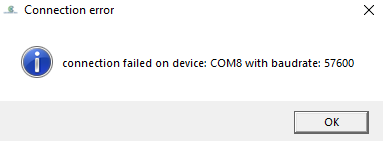 Connection error
connection failed on device: COM8 with baudrate: 57600
OK